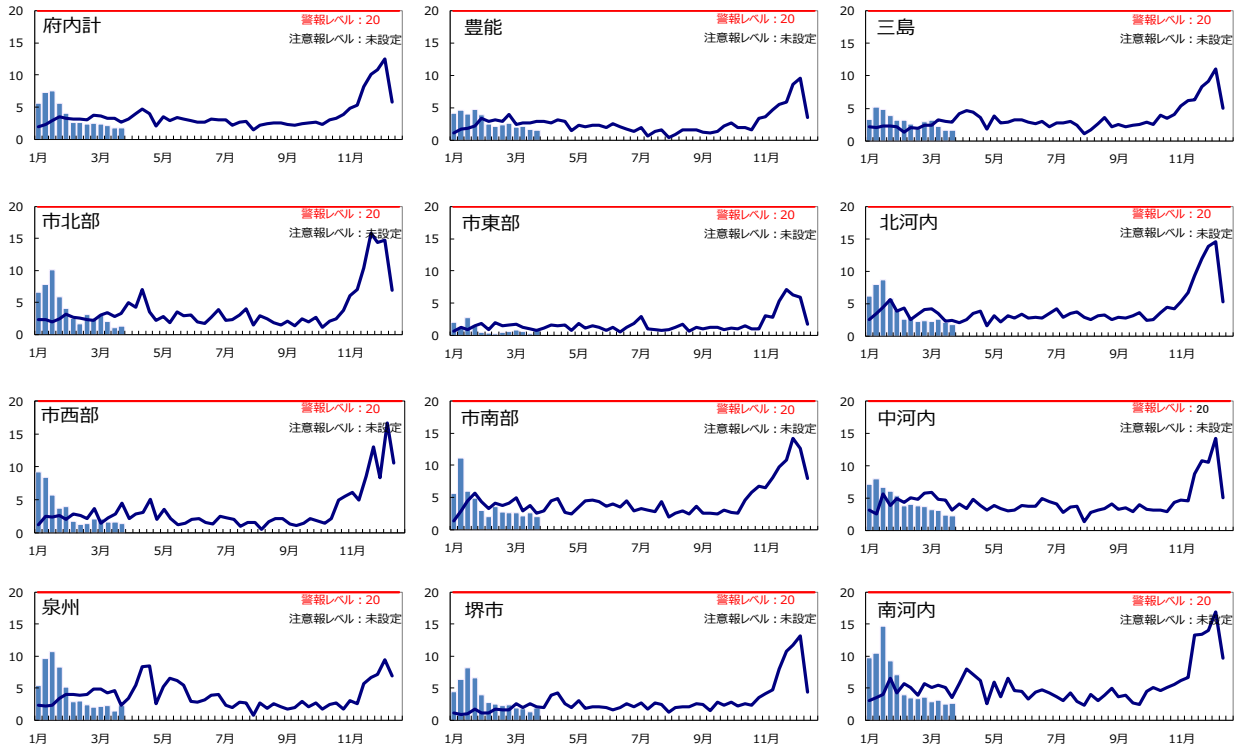 府内計
警報レベル：20
注意報レベル：未設定
20
15
10
5
0
1月 3月 5月 7月 9月 11月
豊能
警報レベル：20
注意報レベル：未設定
20
15
10
5
0
1月 3月 5月 7月 9月 11月
三島
警報レベル：20
注意報レベル：未設定
20
15
10
5
0
1月 3月 5月 7月 9月 11月
市北部
警報レベル：20
注意報レベル：未設定
20
15
10
5
0
1月 3月 5月 7月 9月 11月
市東部
警報レベル：20
注意報レベル：未設定
20
15
10
5
0
1月 3月 5月 7月 9月 11月
北河内
警報レベル：20
注意報レベル：未設定
20
15
10
5
0
1月 3月 5月 7月 9月 11月
市西部
警報レベル：20
注意報レベル：未設定
20
15
10
5
0
1月 3月 5月 7月 9月 11月
市南部
警報レベル：20
注意報レベル：未設定
20
15
10
5
0
1月 3月 5月 7月 9月 11月
中河内
警報レベル：20
注意報レベル：未設定
20
15
10
5
0
1月 3月 5月 7月 9月 11月
泉州
警報レベル：20
注意報レベル：未設定
20
15
10
5
0
1月 3月 5月 7月 9月 11月
堺市
警報レベル：20
注意報レベル：未設定
20
15
10
5
0
1月 3月 5月 7月 9月 11月
南河内
警報レベル：20
注意報レベル：未設定
20
15
10
5
0
1月 3月 5月 7月 9月 11月